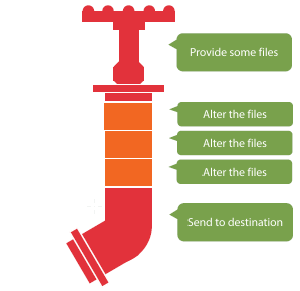 Provide some files
Alter the files
Alter the files
Alter the files
Send to destination